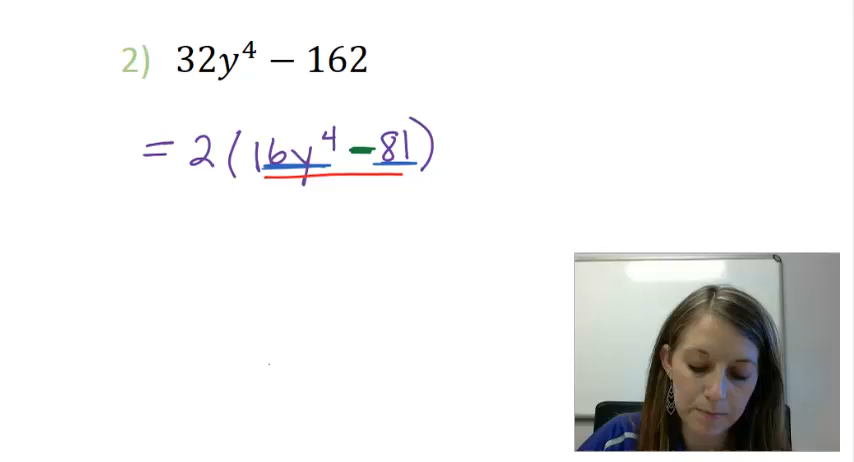 2) 32y⁴ − 162
= 2(16y⁴ − 81)